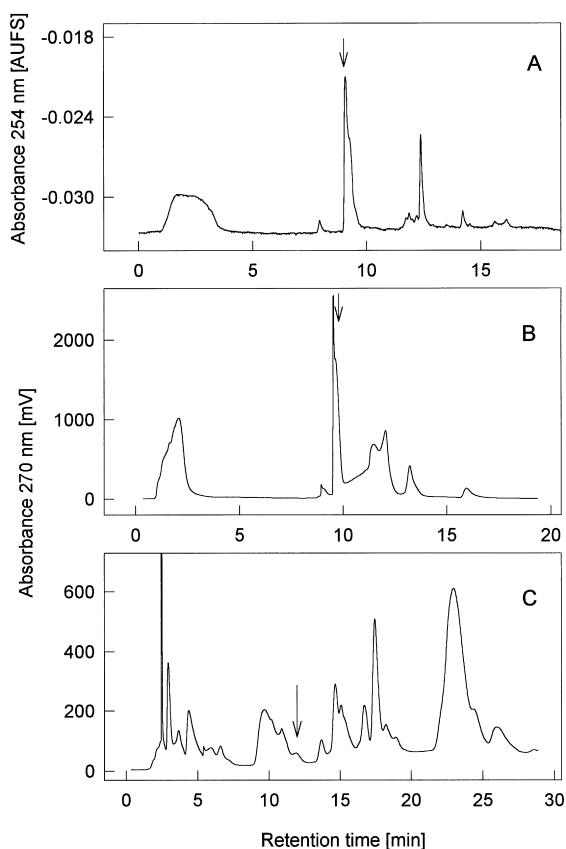 Absorbance 254 nm [AUFS]
-0.018
-0.024
-0.030
A
0 5 10 15
Absorbance 270 nm [mV]
2000
1000
0
B
0 5 10 15 20
600
400
200
0
C
0 5 10 15 20 25 30
Retention time [min]